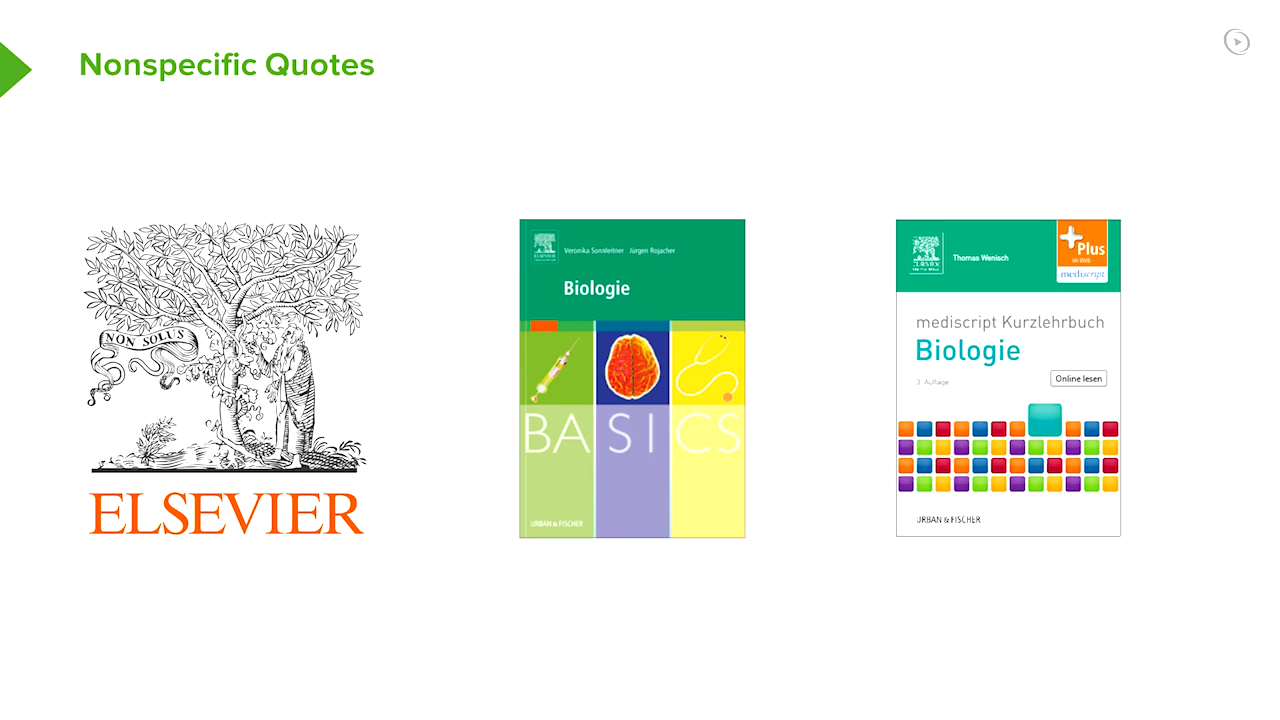 Nonspecific Quotes
NON SOLUS
ELSEVIER
ELSEVIER
Veronika Sonnleitner Jürgen Rojacher
Biologie
BASICS
URBAN & FISCHER
Thomas Wenisch
Plus
im Web
mediscript
mediscript Kurzlehrbuch
Biologie
3. Auflage
Online lesen
URBAN & FISCHER